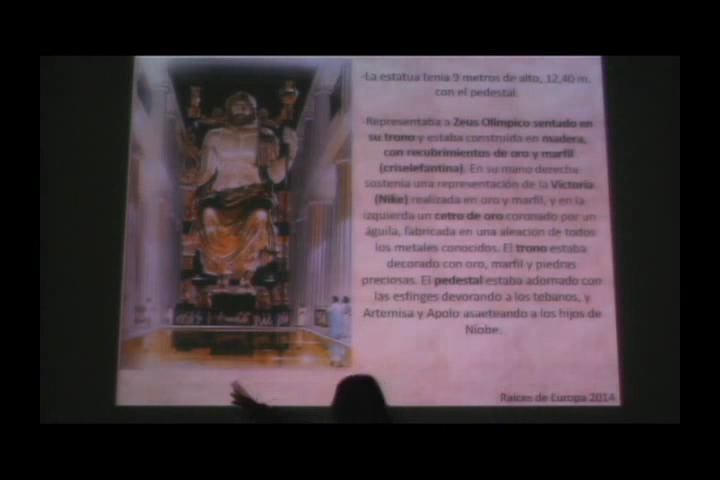 -La estatua tenía 9 metros de alto, 12,40 m.
con el pedestal.
-Representaba a Zeus Olímpico sentado en
su trono y estaba construida en madera,
con recubrimientos de oro y marfil
(criselefantina). En su mano derecha
sostenía una representación de la Victoria
(Niké) realizada en oro y marfil, y en la
izquierda un cetro de oro coronado por un
águila, fabricada en una aleación de todos
los metales conocidos. El trono estaba
decorado con oro, marfil y piedras
preciosas. El pedestal estaba adornado con
las esfinges devorando a los tebanos, y
Artemisa y Apolo asaeteando a los hijos de
Níobe.
Raíces de Europa 2014